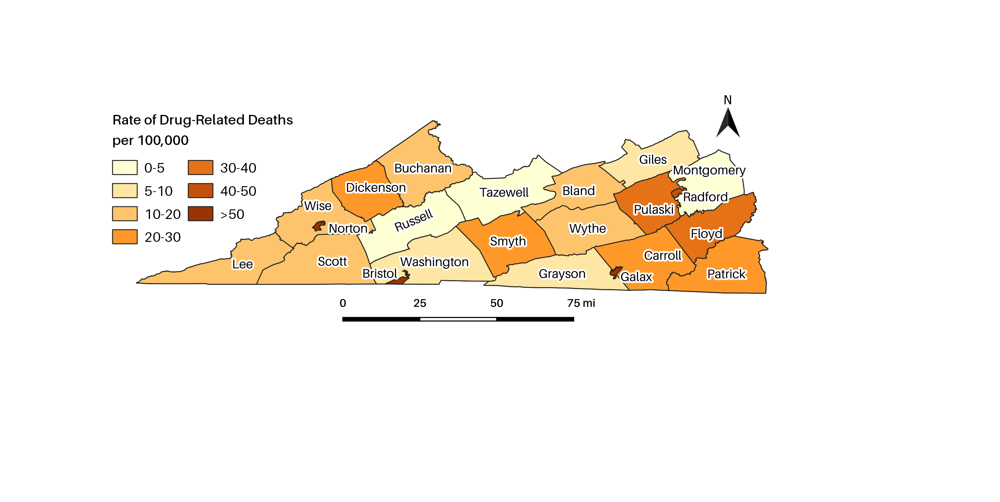 N
Rate of Drug-Related Deaths
per 100,000
0-5
30-40
5-10
40-50
10-20
>50
20-30
Giles
Buchanan
Montgomery
Dickenson
Tazewell
Bland
Radford
Wise
Pulaski
Russell
Norton
Wythe
Floyd
Smyth
Carroll
Scott
Washington
Lee
Bristol
Grayson
Galax
Patrick
0 25 50 75 mi